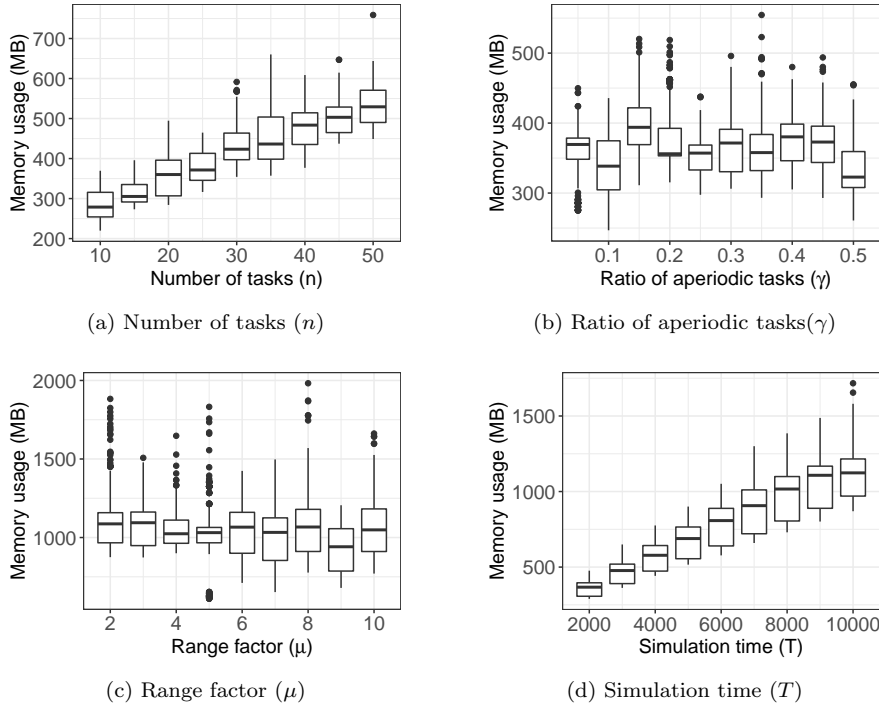 700
600
500
400
300
200
Memory usage (MB)
10 20 30 40 50
Number of tasks (n)
(a) Number of tasks (n)
500
400
300
Memory usage (MB)
0.1 0.2 0.3 0.4 0.5
Ratio of aperiodic tasks (γ)
(b) Ratio of aperiodic tasks(γ)
2000
1500
1000
Memory usage (MB)
2 4 6 8 10
Range factor (μ)
(c) Range factor (μ)
1500
1000
500
Memory usage (MB)
2000 4000 6000 8000 10000
Simulation time (T)
(d) Simulation time (T)